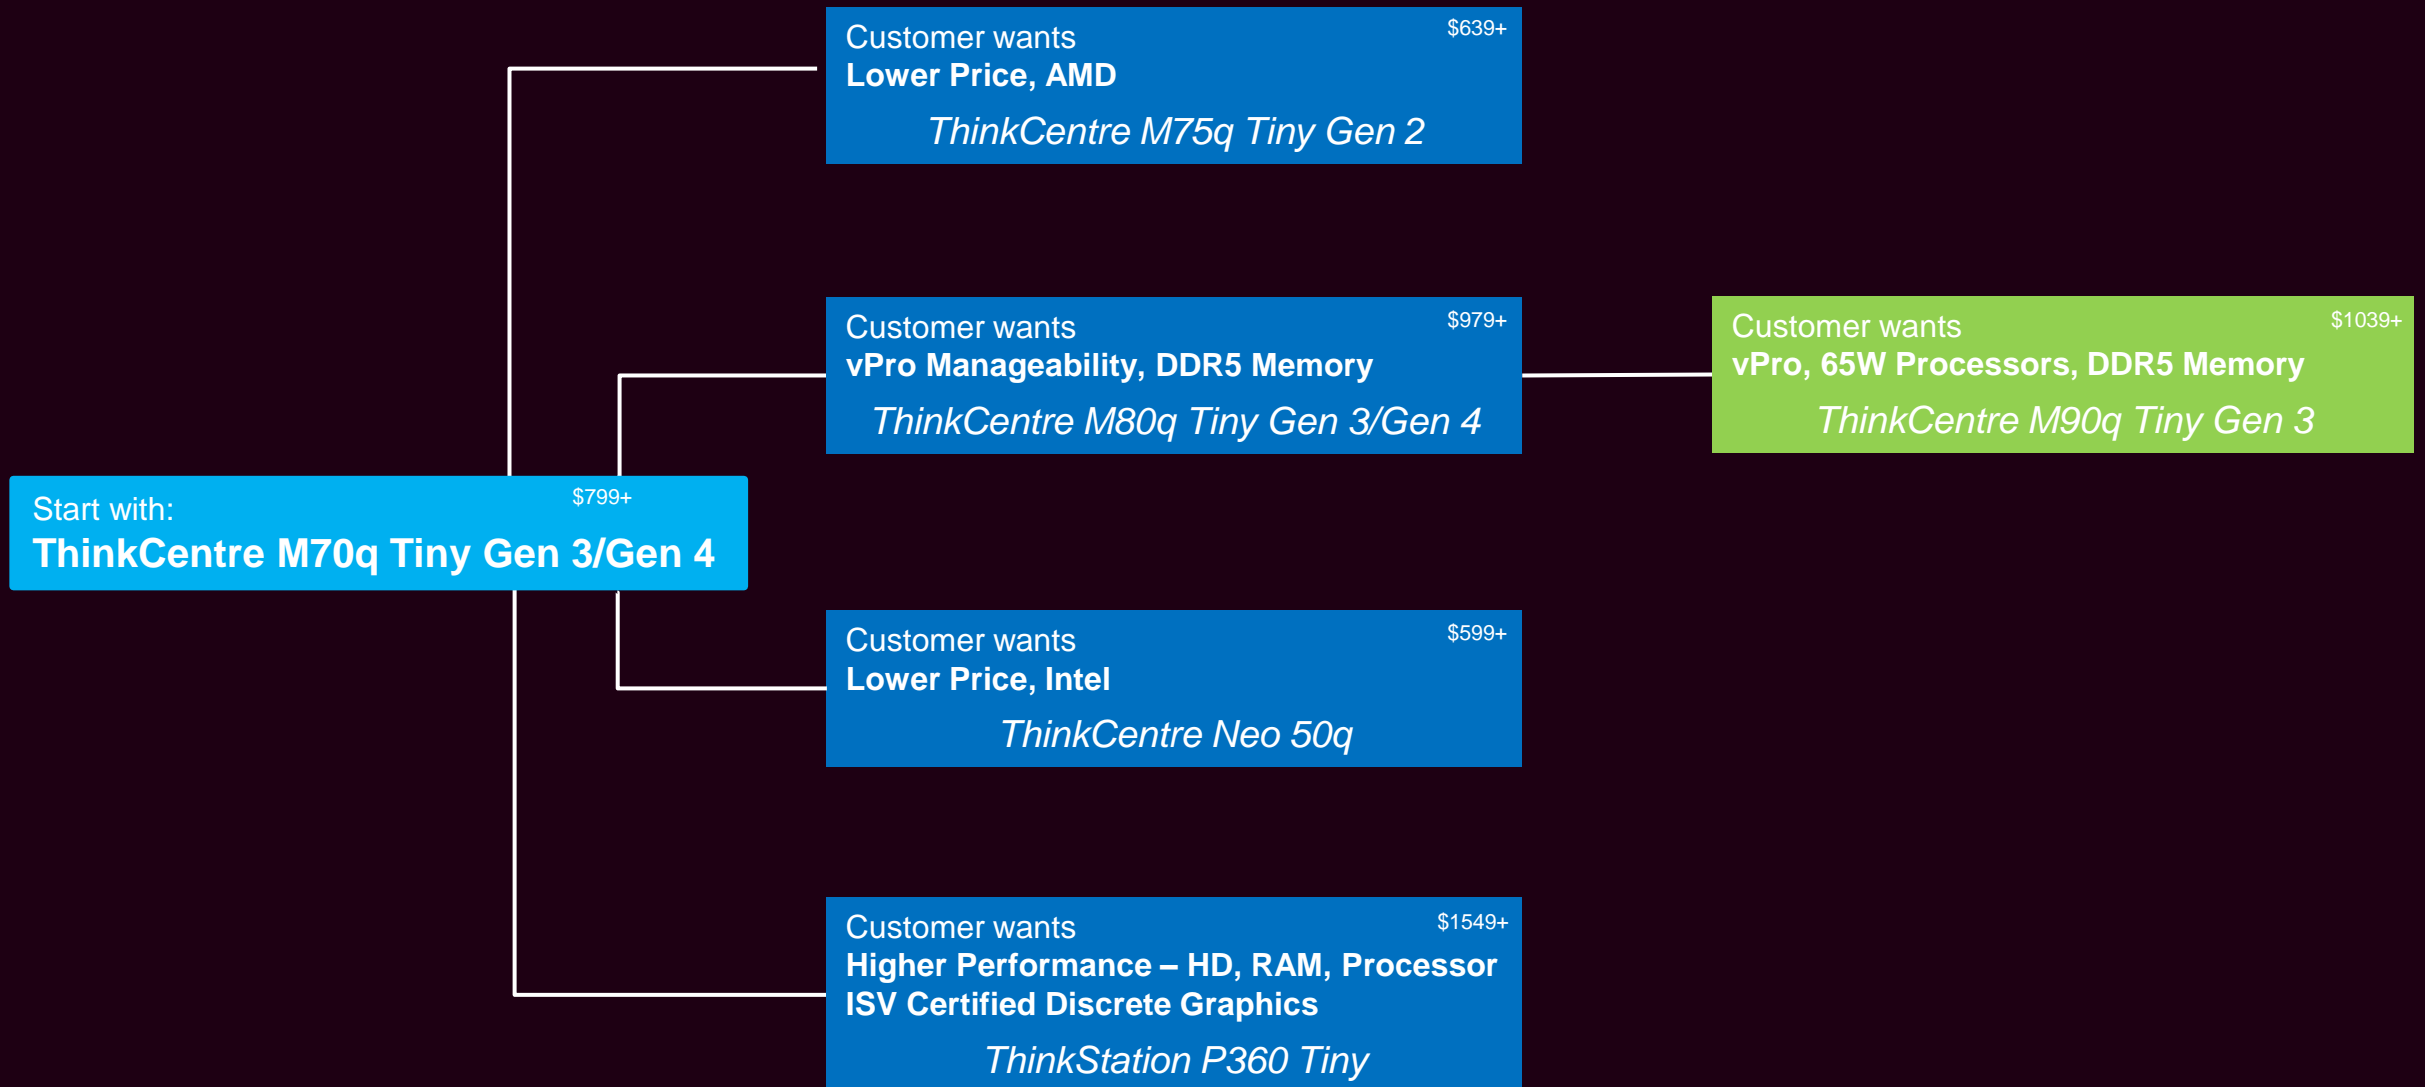 Customer wants
$639+
Lower Price, AMD
ThinkCentre M75q Tiny Gen 2
Customer wants
$979+
vPro Manageability, DDR5 Memory
ThinkCentre M80q Tiny Gen 3/Gen 4
Customer wants
$1039+
vPro, 65W Processors, DDR5 Memory
ThinkCentre M90q Tiny Gen 3
Start with:
$799+
ThinkCentre M70q Tiny Gen 3/Gen 4
Customer wants
$599+
Lower Price, Intel
ThinkCentre Neo 50q
Customer wants
$1549+
Higher Performance – HD, RAM, Processor
ISV Certified Discrete Graphics
ThinkStation P360 Tiny